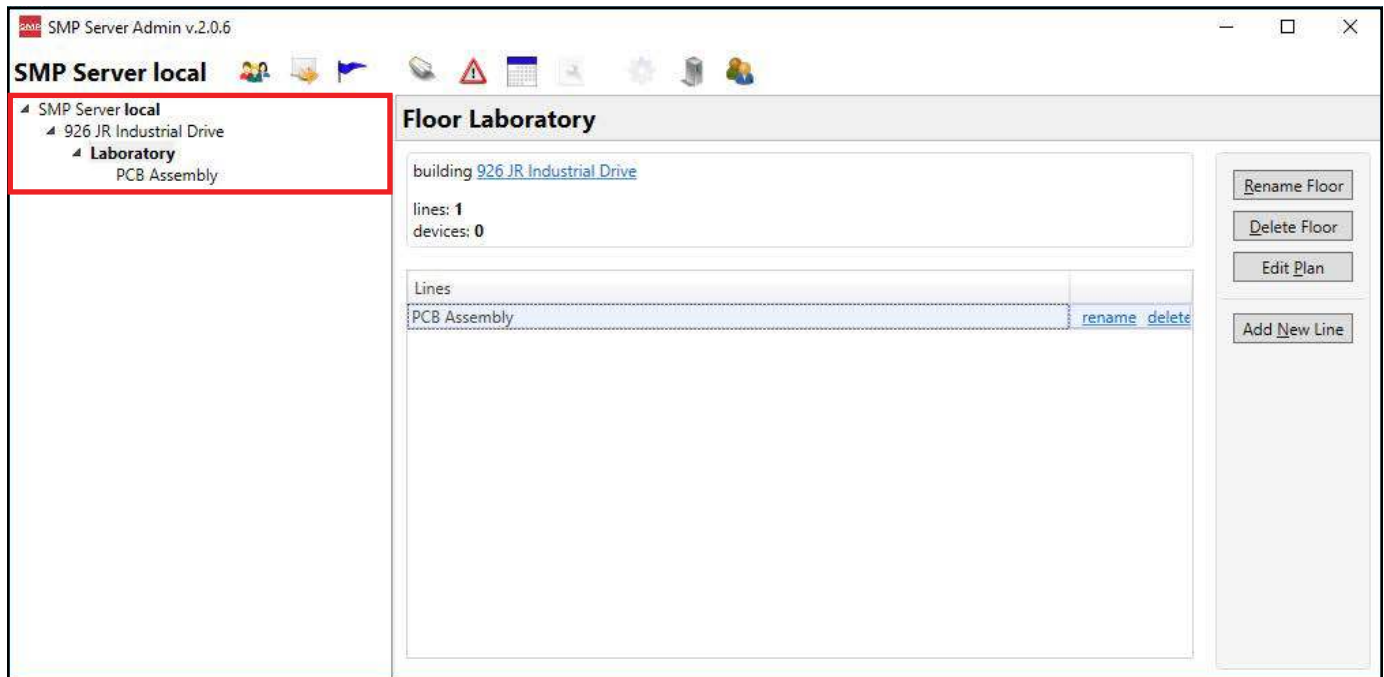 SMP SMP Server Admin v.2.0.6
SMP Server local
SMP Server local
926 JR Industrial Drive
Laboratory
PCB Assembly
Floor Laboratory
building 926 JR Industrial Drive
lines: 1
devices: 0
Lines
PCB Assembly rename delete
Rename Floor
Delete Floor
Edit Plan
Add New Line